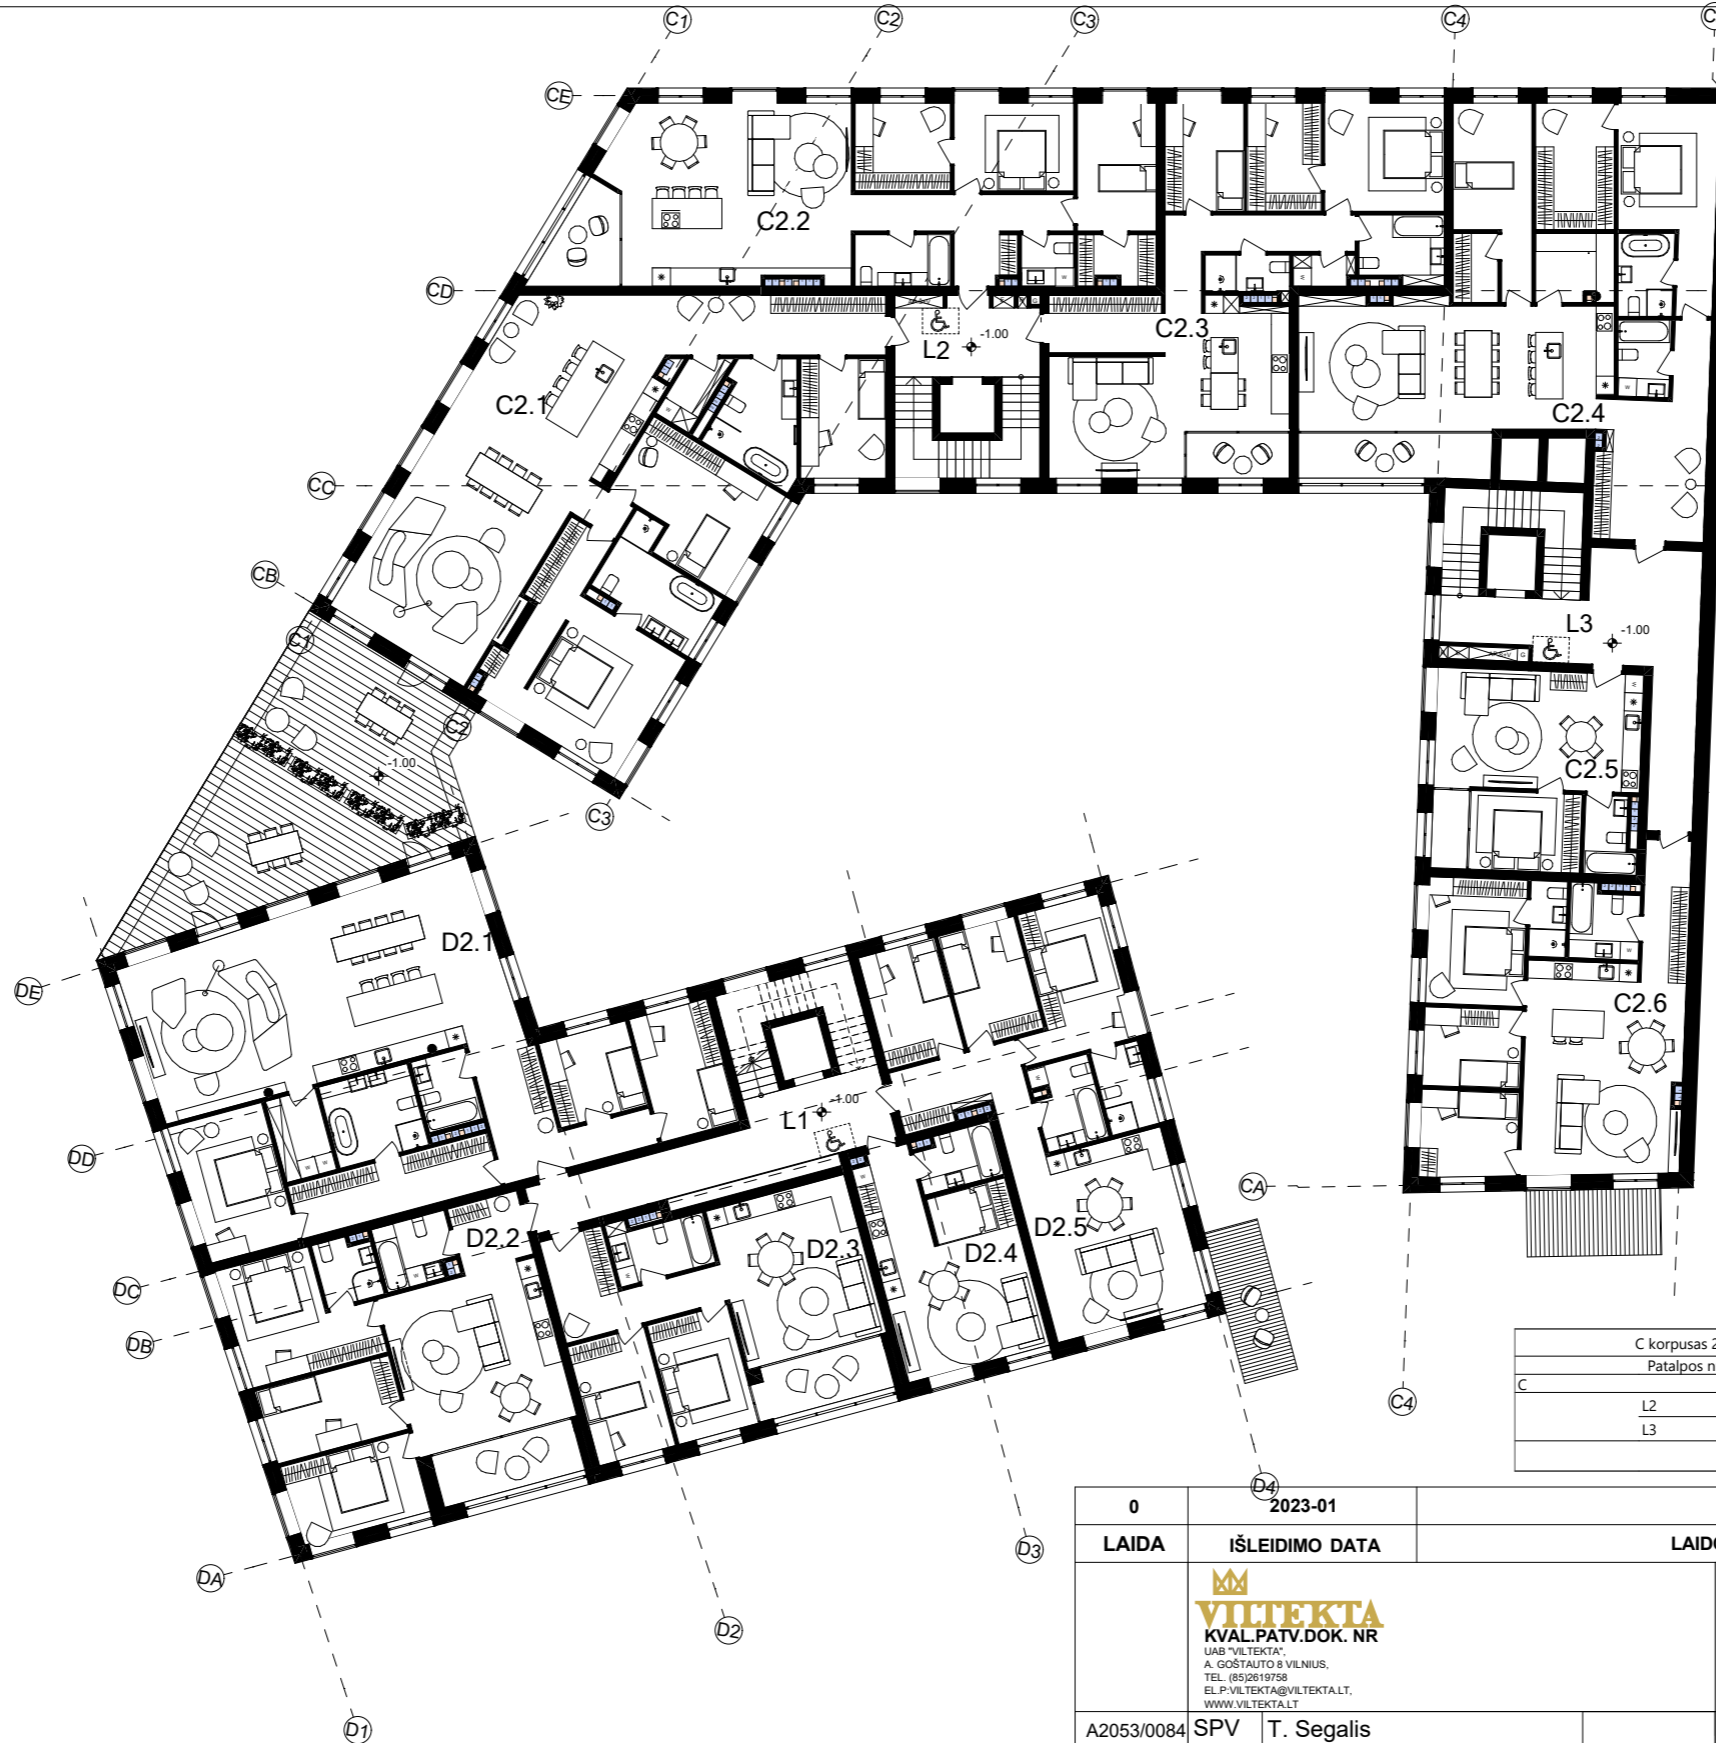 C1
C2
C3
C4
C
CE
C2.2
CD
L2
-1.00
C2.3
C2.1
C2.4
CC
CB
L3
-1.00
C1
C2
-1.00
C2.5
C3
D2.1
DE
C2.6
L1
-1.00
DD
CA
D2.2
D2.3
D2.4
D2.5
DC
DB
C4
C korpusas 2
Patalpos n
C
L2
L3
D4
D3
DA
D2
D1
0
2023-01
LAIDA
IŠLEIDIMO DATA
LAID
VILTEKTA
KVAL.PATV.DOK. NR
UAB "VILTEKTA",
A. GOŠTAUTO 8 VILNIUS,
TEL. (85)2619758
EL.P:VILTEKTA@VILTEKTA.LT,
WWW.VILTEKTA.LT
A2053/0084
SPV
T. Segalis